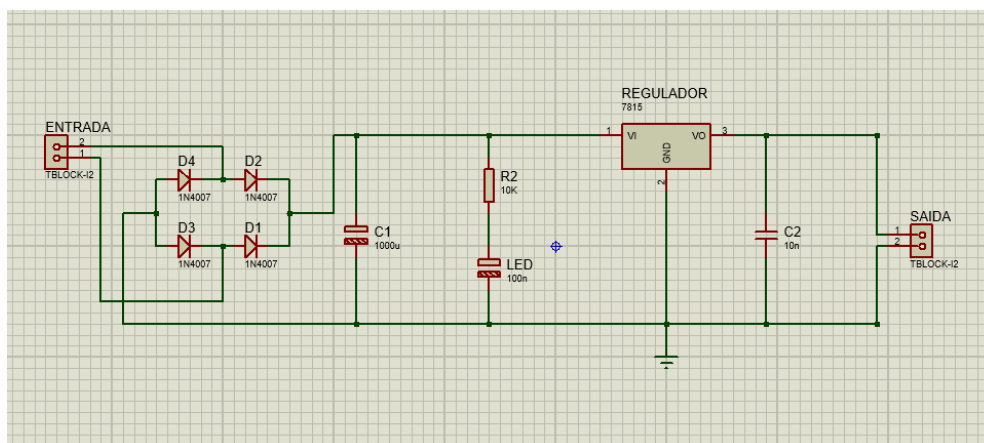 ENTRADA
2
1
TBLOCK-I2
D4
1N4007
D2
1N4007
D3
1N4007
D1
1N4007
C1
1000u
R2
10K
LED
100n
REGULADOR
7815
1
VI
VO
3
GND
2
C2
10n
SAIDA
1
2
TBLOCK-I2